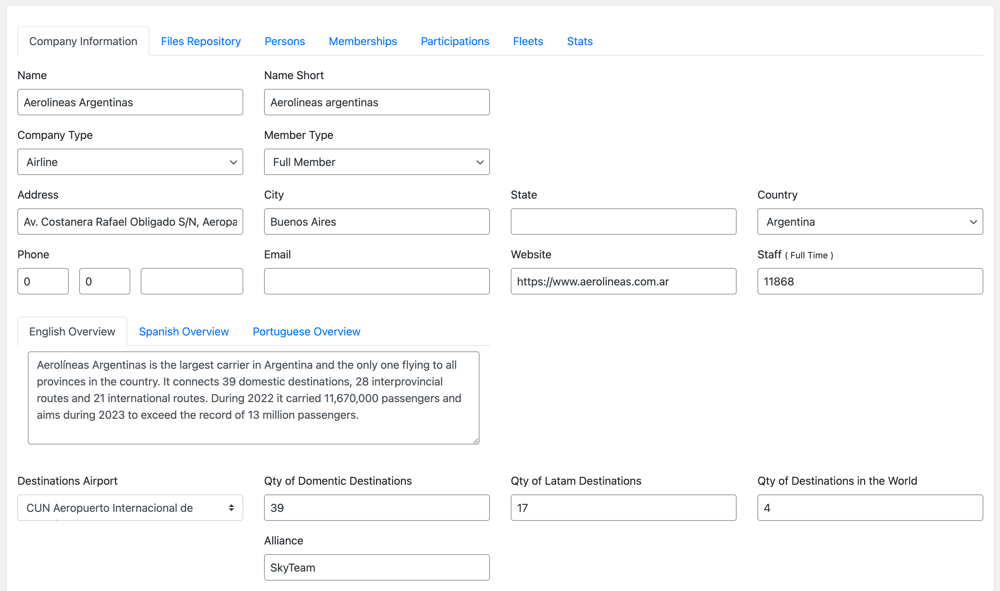 Company Information Files Repository Persons Memberships Participations Fleets Stats
Name Name Short
Aerolineas Argentinas Aerolineas argentinas
Company Type Member Type
Airline Full Member
Address City State Country
Av. Costanera Rafael Obligado S/N, Aeropa Buenos Aires Argentina
Phone Email Website Staff ( Full Time )
0 0 https://www.aerolineas.com.ar 11868
English Overview Spanish Overview Portuguese Overview
Aerolíneas Argentinas is the largest carrier in Argentina and the only one flying to all
provinces in the country. It connects 39 domestic destinations, 28 interprovincial
routes and 21 international routes. During 2022 it carried 11,670,000 passengers and
aims during 2023 to exceed the record of 13 million passengers.
Destinations Airport Qty of Domentic Destinations Qty of Latam Destinations Qty of Destinations in the World
CUN Aeropuerto Internacional de 39 17 4
Alliance
SkyTeam